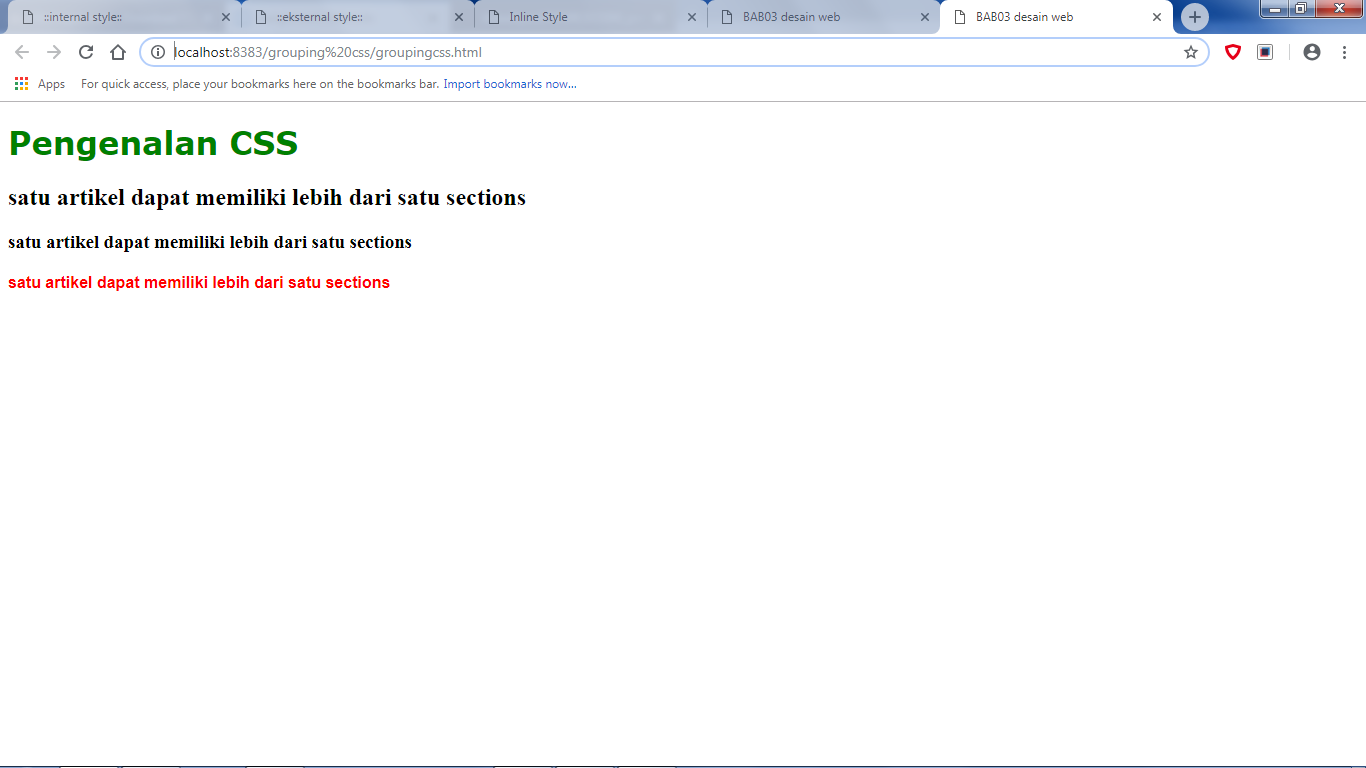 ::internal style:: ::eksternal style:: Inline Style BAB03 desain web BAB03 desain web
localhost:8383/grouping%20css/groupingcss.html
Apps For quick access, place your bookmarks here on the bookmarks bar. Import bookmarks now...
Pengenalan CSS
satu artikel dapat memiliki lebih dari satu sections
satu artikel dapat memiliki lebih dari satu sections
satu artikel dapat memiliki lebih dari satu sections